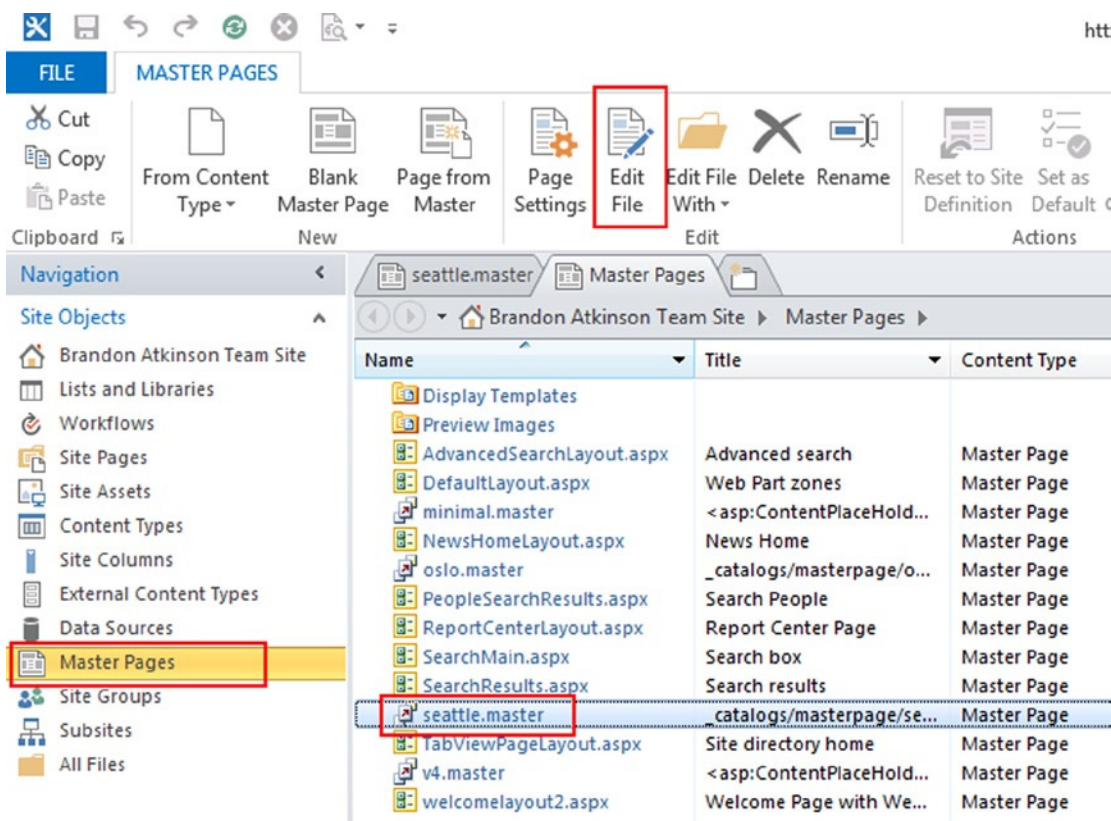 htt
FILE MASTER PAGES
Cut
Copy
Paste
Clipboard
From Content Type
Blank Master Page
Page from Master
New
Page Settings
Edit File
Edit File With
Delete
Rename
Edit
Reset to Site Definition
Set as Default
Actions
Navigation
Site Objects
Brandon Atkinson Team Site
Lists and Libraries
Workflows
Site Pages
Site Assets
Content Types
Site Columns
External Content Types
Data Sources
Master Pages
Site Groups
Subsites
All Files
seattle.master Master Pages
Brandon Atkinson Team Site Master Pages
Name Title Content Type
Display Templates
Preview Images
AdvancedSearchLayout.aspx Advanced search Master Page
DefaultLayout.aspx Web Part zones Master Page
minimal.master <asp:ContentPlaceHold... Master Page
NewsHomeLayout.aspx News Home Master Page
oslo.master _catalogs/masterpage/o... Master Page
PeopleSearchResults.aspx Search People Master Page
ReportCenterLayout.aspx Report Center Page Master Page
SearchMain.aspx Search box Master Page
SearchResults.aspx Search results Master Page
seattle.master _catalogs/masterpage/se... Master Page
TabViewPageLayout.aspx Site directory home Master Page
v4.master <asp:ContentPlaceHold... Master Page
welcomelayout2.aspx Welcome Page with We... Master Page